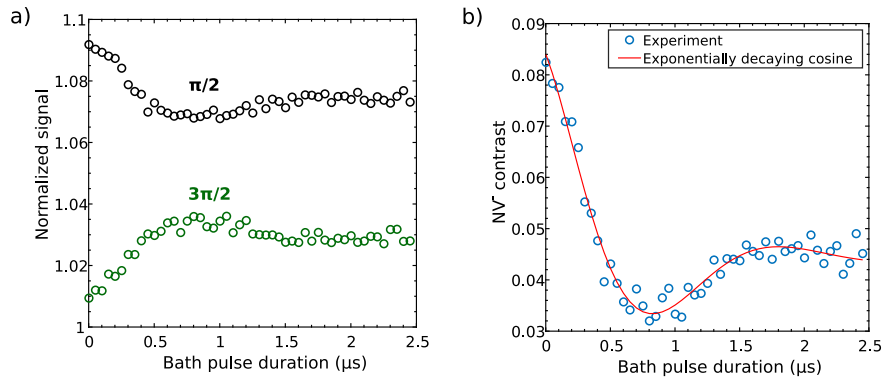 a)
Normalized signal
1.1
1.08
1.06
1.04
1.02
1
π/2
3π/2
0
0.5
1
1.5
2
2.5
Bath pulse duration (μs)
b)
NV⁻ contrast
0.09
0.08
0.07
0.06
0.05
0.04
0.03
Experiment
Exponentially decaying cosine
0
0.5
1
1.5
2
2.5
Bath pulse duration (μs)